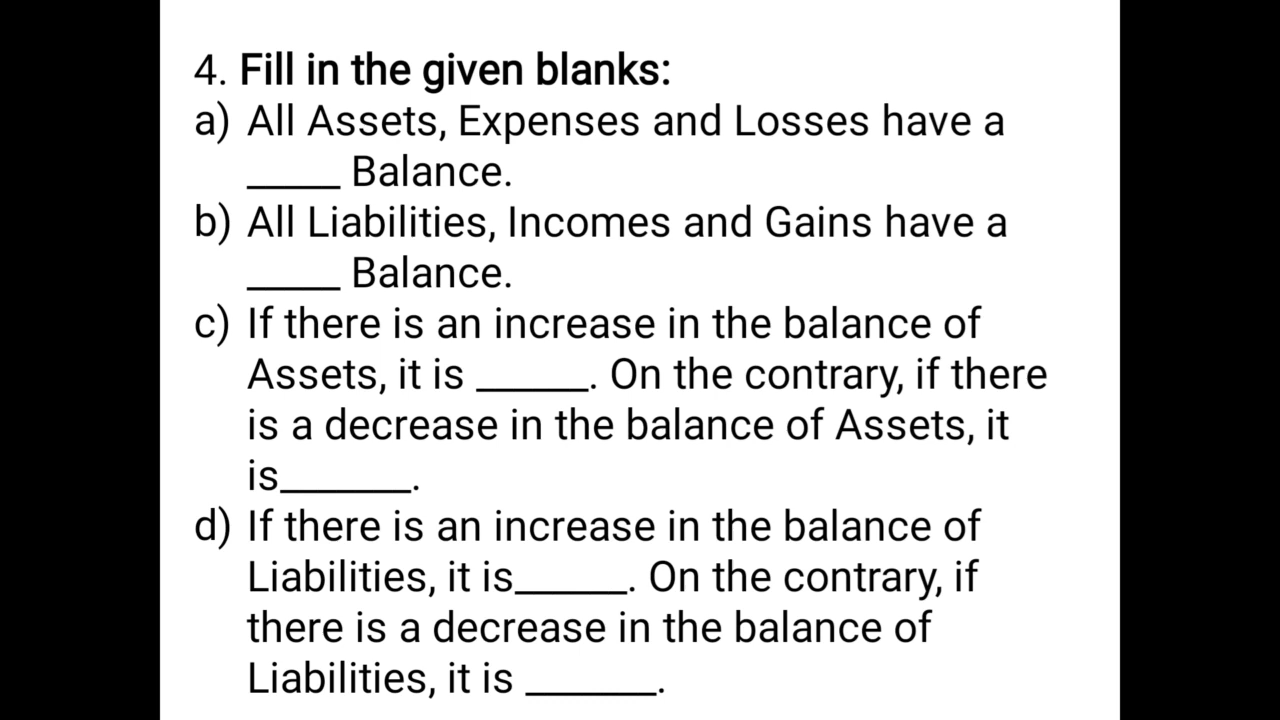 4. Fill in the given blanks:
a) All Assets, Expenses and Losses have a
_____ Balance.
b) All Liabilities, Incomes and Gains have a
_____ Balance.
c) If there is an increase in the balance of
Assets, it is ______. On the contrary, if there
is a decrease in the balance of Assets, it
is_______.
d) If there is an increase in the balance of
Liabilities, it is______. On the contrary, if
there is a decrease in the balance of
Liabilities, it is _______.